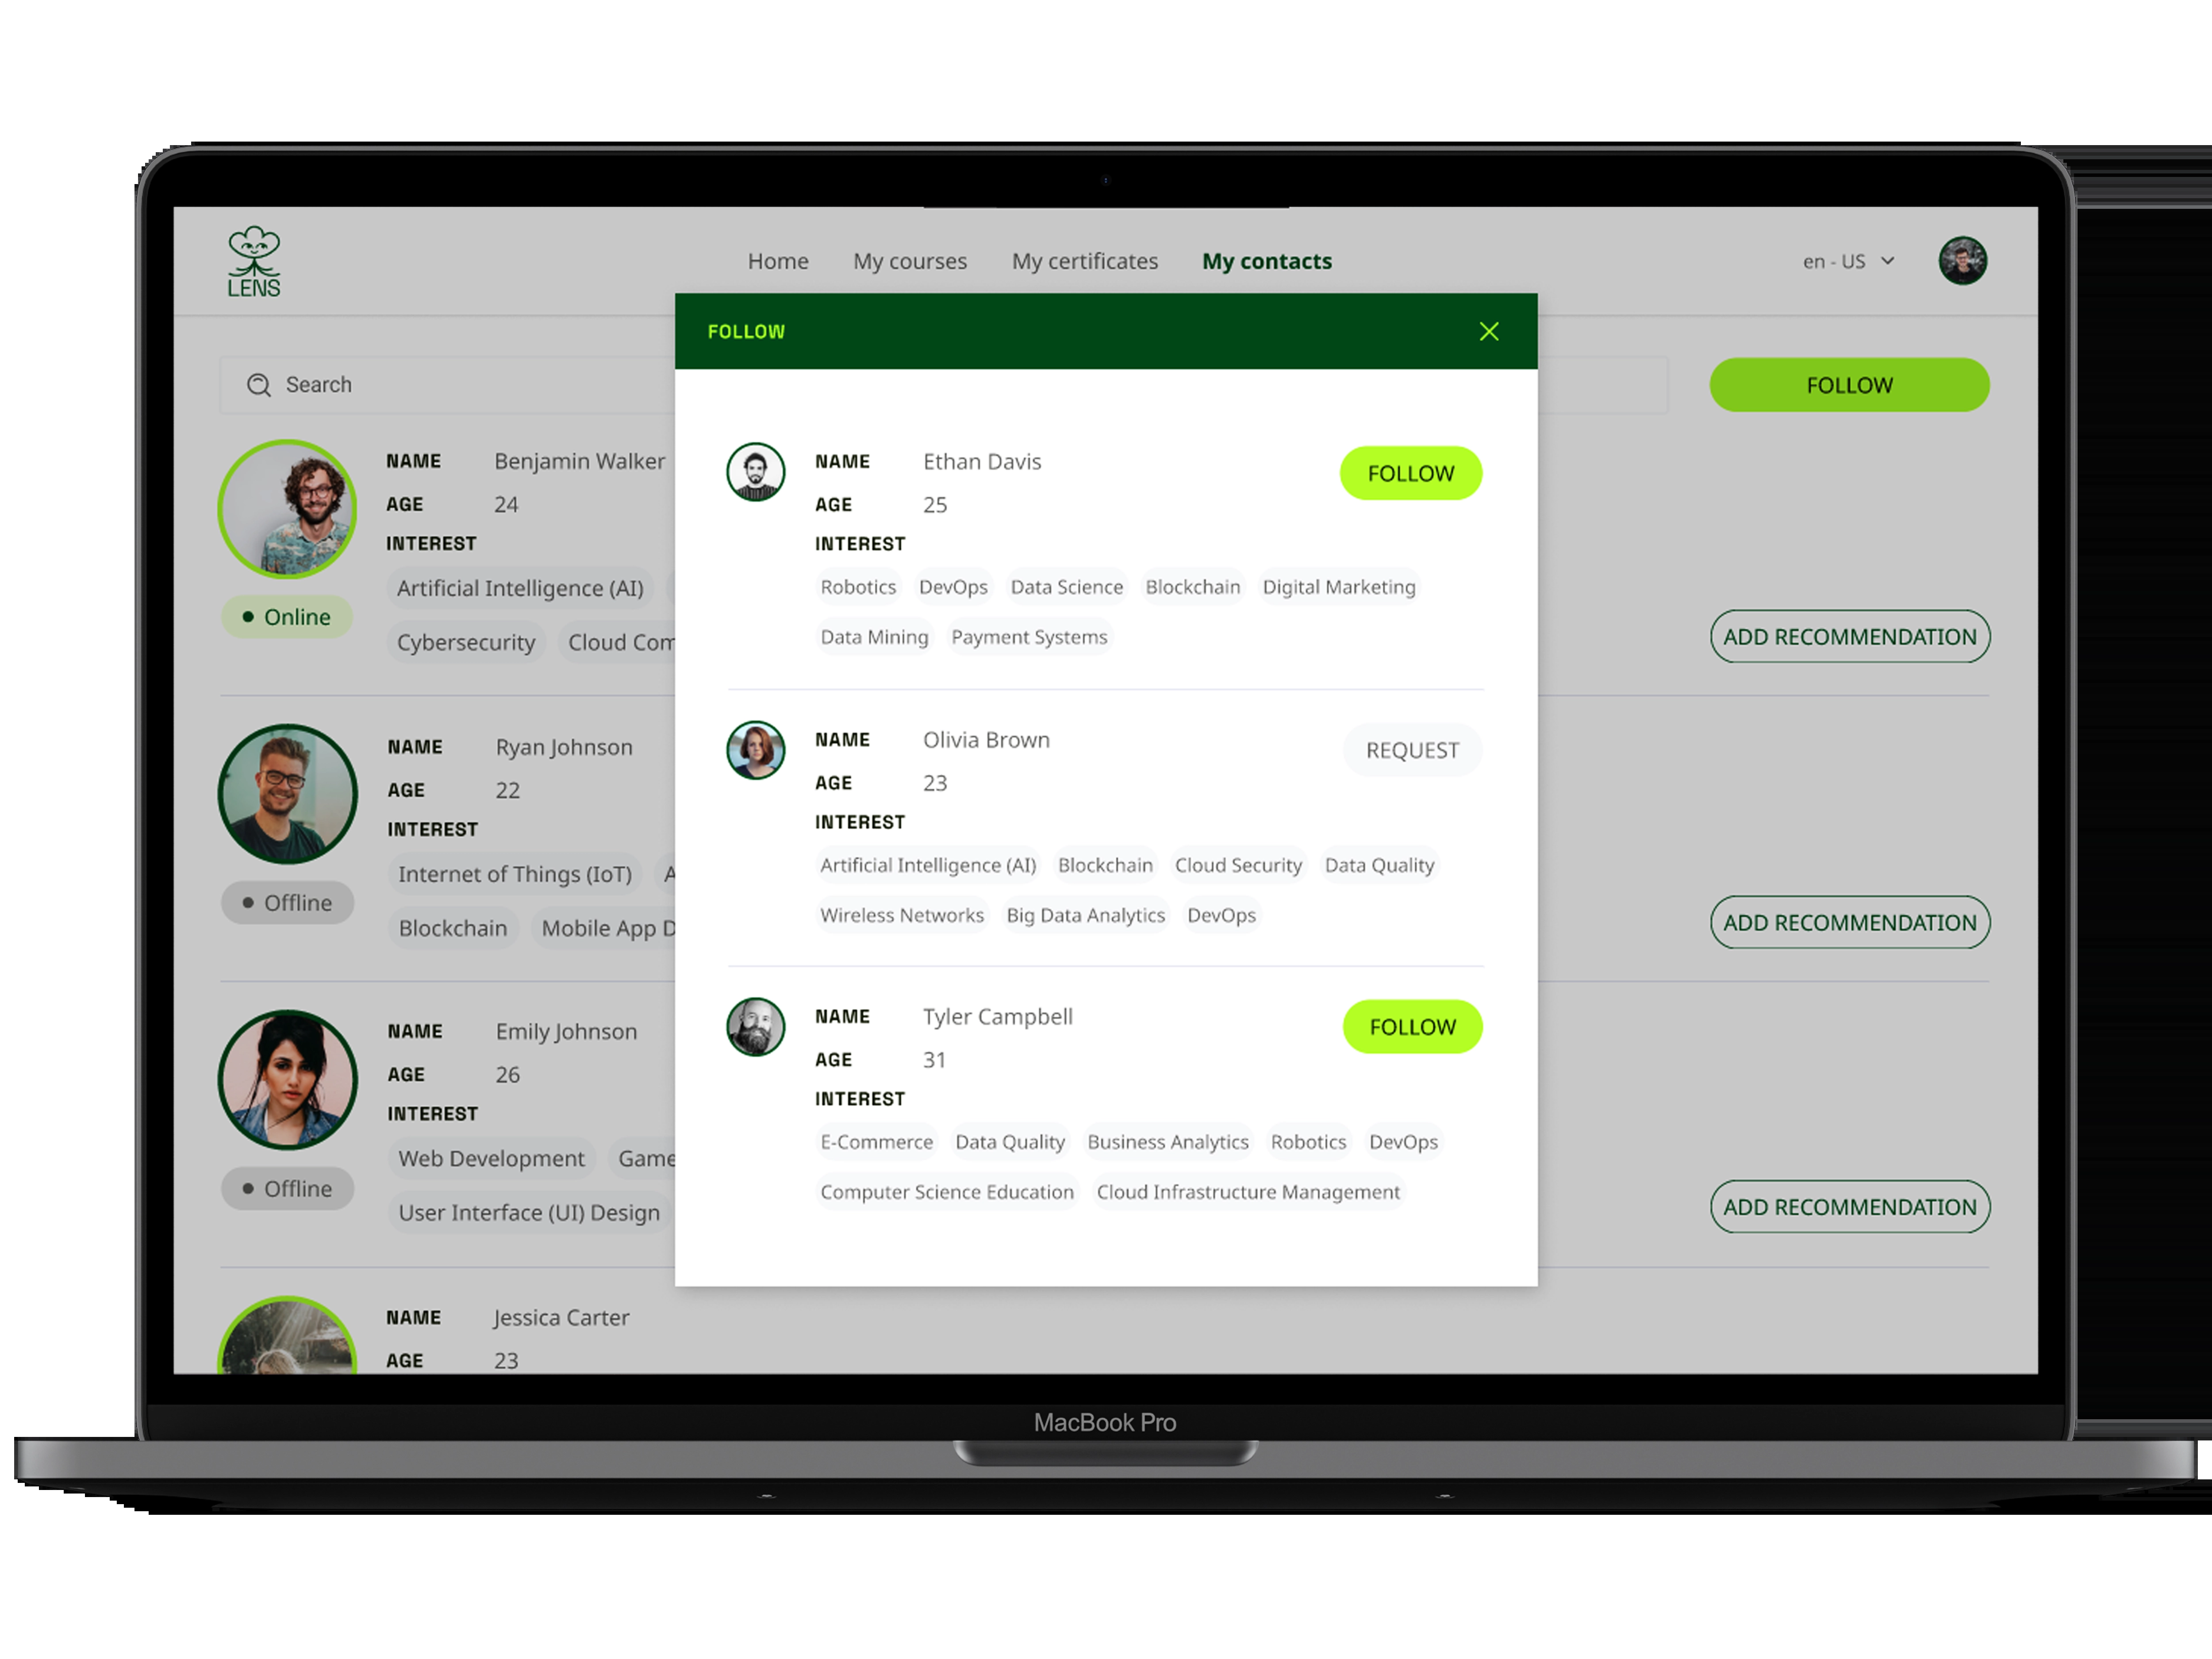 LENS
Home My courses My certificates My contacts
en - US
FOLLOW
Search
FOLLOW
Benjamin Walker
NAME
AGE 24
INTEREST
Artificial Intelligence (AI)
Online
Cybersecurity Cloud Com
ADD RECOMMENDATION
NAME Ryan Johnson
AGE 22
INTEREST
Internet of Things (IoT) A
Offline
Blockchain Mobile App D
ADD RECOMMENDATION
NAME Emily Johnson
AGE 26
INTEREST
Web Development Game
Offline
User Interface (UI) Design
ADD RECOMMENDATION
NAME Jessica Carter
AGE 23
NAME Ethan Davis
FOLLOW
AGE 25
INTEREST
Robotics DevOps Data Science Blockchain Digital Marketing
Data Mining Payment Systems
NAME Olivia Brown
REQUEST
AGE 23
INTEREST
Artificial Intelligence (AI) Blockchain Cloud Security Data Quality
Wireless Networks Big Data Analytics DevOps
NAME Tyler Campbell
FOLLOW
AGE 31
INTEREST
E-Commerce Data Quality Business Analytics Robotics DevOps
Computer Science Education Cloud Infrastructure Management
MacBook Pro